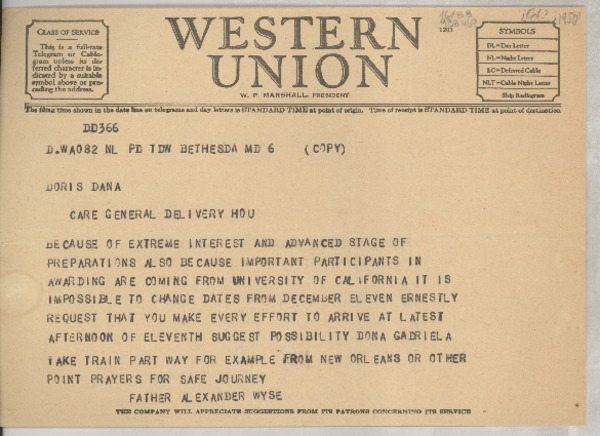 CLASS OF SERVICE
This is a full-rate
Telegram or Cable-
gram unless its de-
ferred character is in-
dicated by a suitable
symbol above or pre-
ceding the address.
WESTERN
UNION
W. P. MARSHALL, PRESIDENT
1201
1950
SYMBOLS
DL=Day Letter
NL=Night Letter
LC=Deferred Cable
NLT=Cable Night Letter
Ship Radiogram
The filing time shown in the date line on telegrams and day letters is STANDARD TIME at point of origin. Time of receipt is STANDARD TIME at point of destination
DD366
D.WA082 NL PD TDW BETHESDA MD 6 (COPY)
DORIS DANA
CARE GENERAL DELIVERY HOU
BECAUSE OF EXTREME INTEREST AND ADVANCED STAGE OF
PREPARATIONS ALSO BECAUSE IMPORTANT PARTICIPANTS IN
AWARDING ARE COMING FROM UNIVERSITY OF CALIFORNIA IT IS
IMPOSSIBLE TO CHANGE DATES FROM DECEMBER ELEVEN ERNESTLY
REQUEST THAT YOU MAKE EVERY EFFORT TO ARRIVE AT LATEST
AFTERNOON OF ELEVENTH SUGGEST POSSIBILITY DONA GABRIELA
TAKE TRAIN PART WAY FOR EXAMPLE FROM NEW ORLEANS OR OTHER
POINT PRAYERS FOR SAFE JOURNEY
FATHER ALEXANDER WYSE
THE COMPANY WILL APPRECIATE SUGGESTIONS FROM ITS PATRONS CONCERNING ITS SERVICE